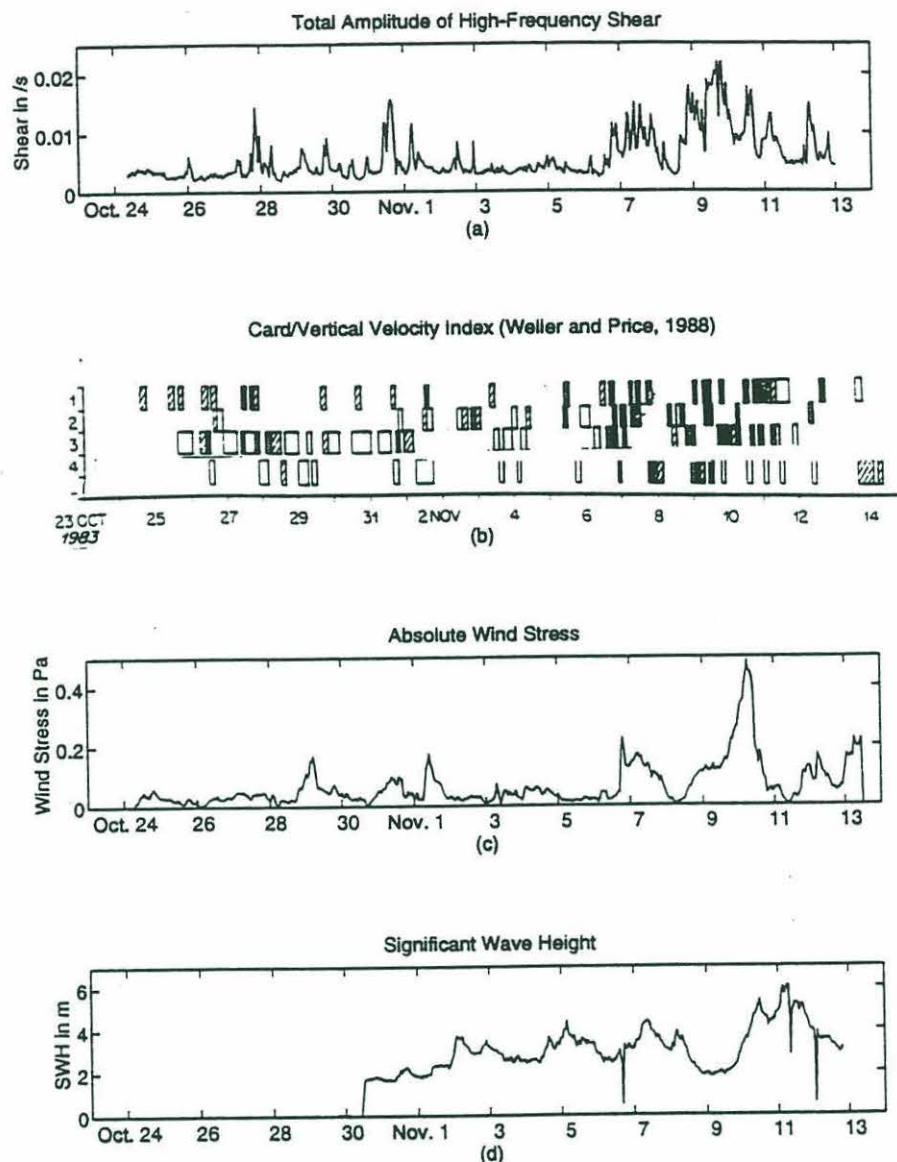 Total Amplitude of High-Frequency Shear
Shear in /s
0.02
0.01
0
Oct. 24 26 28 30 Nov. 1 3 5 7 9 11 13
(a)
Card/Vertical Velocity Index (Weller and Price, 1988)
1
2
3
4
23 OCT 25 27 29 31 2 NOV 4 6 8 10 12 14
1983
(b)
Absolute Wind Stress
Wind Stress in Pa
0.4
0.2
0
Oct. 24 26 28 30 Nov. 1 3 5 7 9 11 13
(c)
Significant Wave Height
SWH in m
6
4
2
0
Oct. 24 26 28 30 Nov. 1 3 5 7 9 11 13
(d)